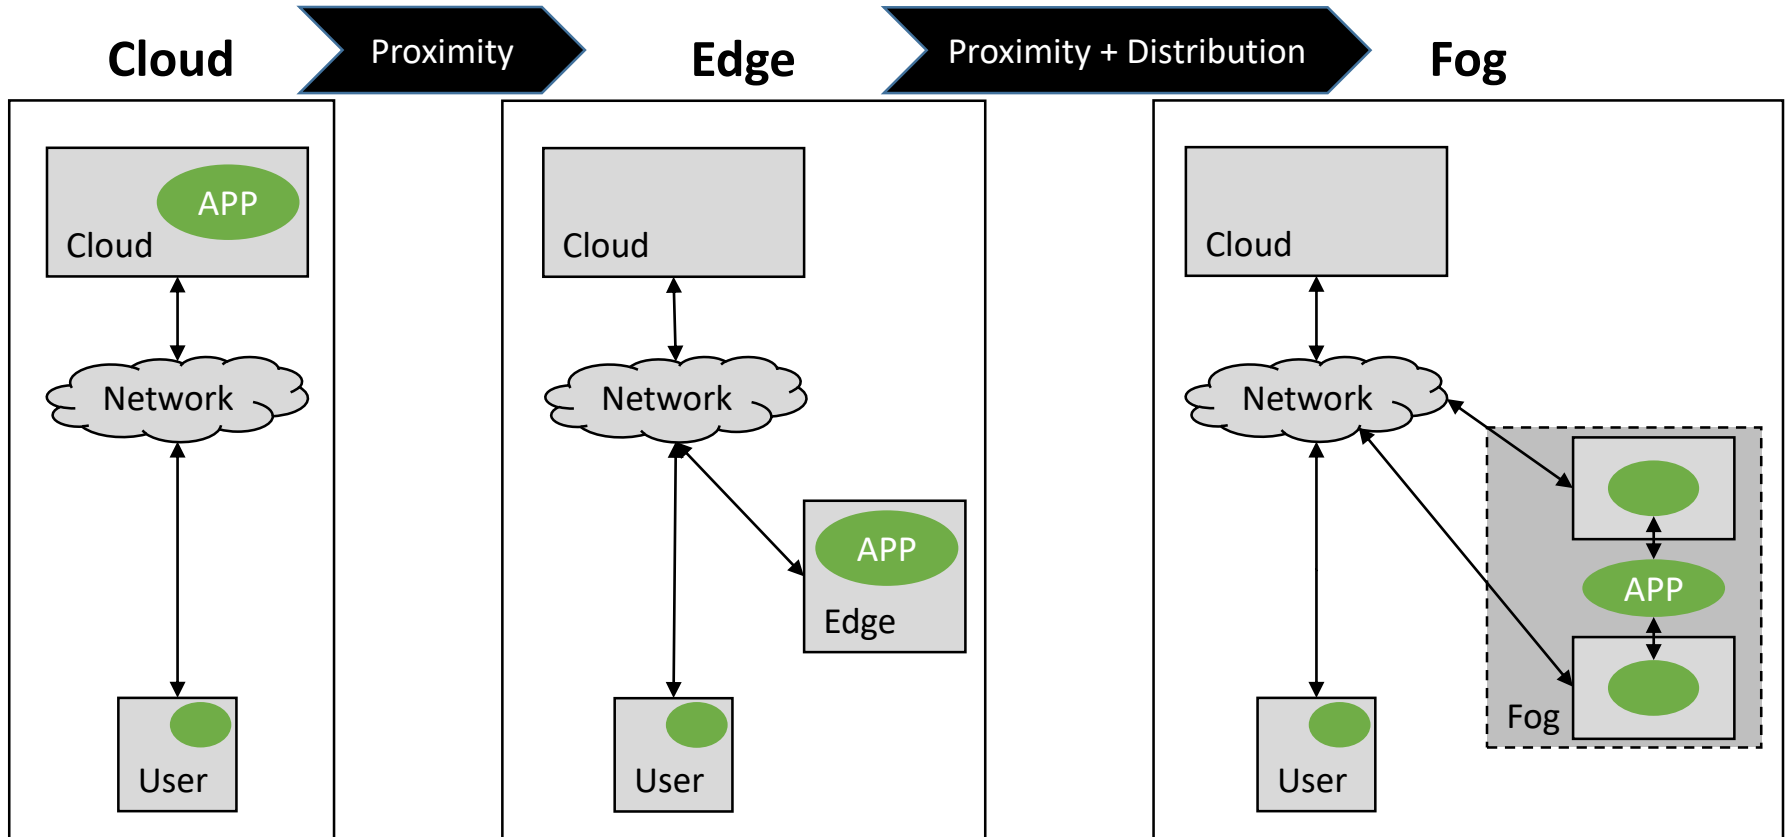 Cloud
Proximity
Edge
Proximity + Distribution
Fog
APP
Cloud
Network
User
Cloud
Network
APP
Edge
User
Cloud
Network
APP
Fog
User